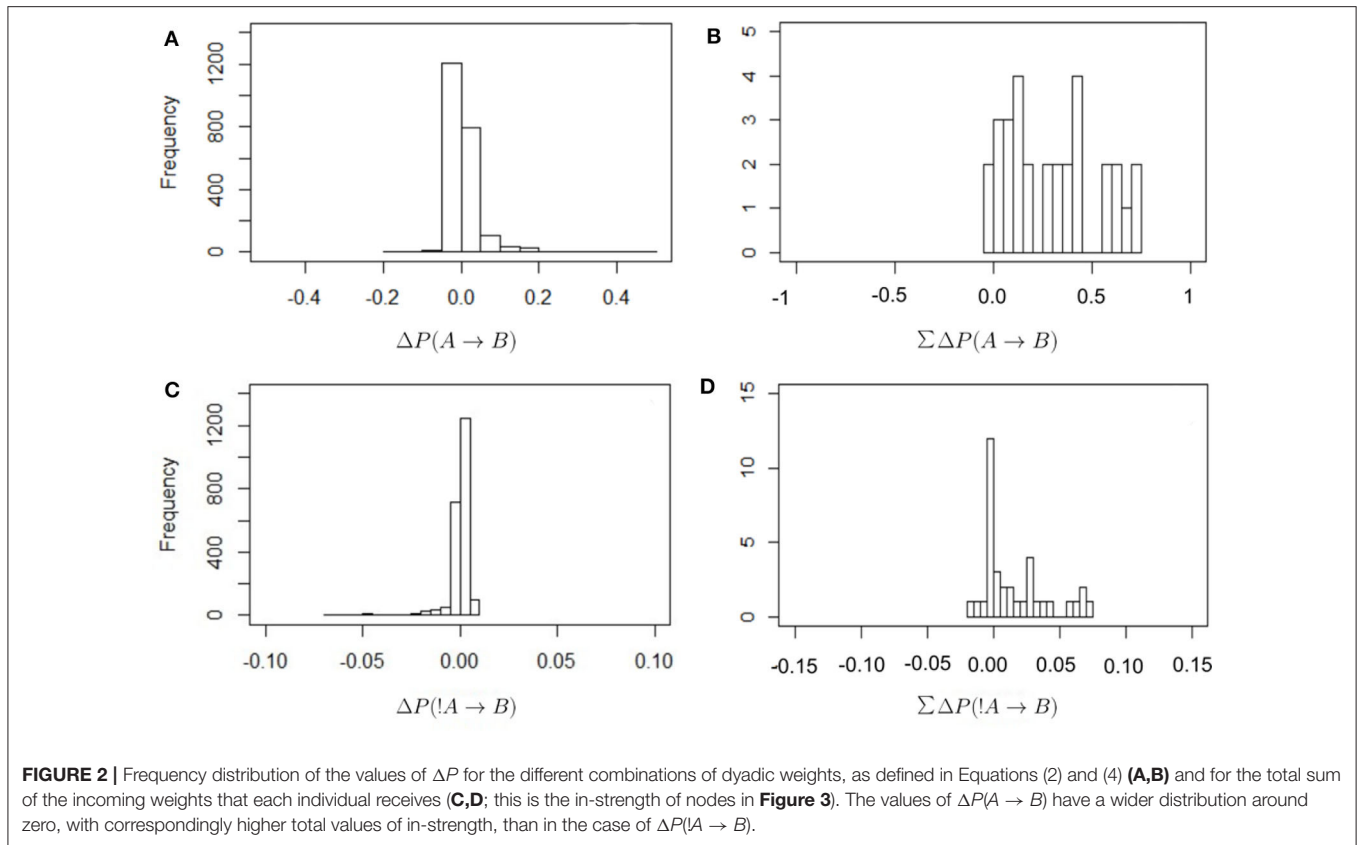 A
Frequency
1200
800
400
0
-0.4 -0.2 0.0 0.2 0.4
ΔP(A → B)
B
5
4
3
2
1
0
-1 -0.5 0.0 0.5 1
∑ΔP(A → B)
C
Frequency
1200
800
400
0
-0.10 -0.05 0.00 0.05 0.10
ΔP(!A → B)
D
15
10
5
0
-0.15 -0.10 -0.05 0.00 0.05 0.10 0.15
∑ΔP(!A → B)
FIGURE 2 | Frequency distribution of the values of ΔP for the different combinations of dyadic weights, as defined in Equations (2) and (4) (A,B) and for the total sum
of the incoming weights that each individual receives (C,D; this is the in-strength of nodes in Figure 3). The values of ΔP(A → B) have a wider distribution around
zero, with correspondingly higher total values of in-strength, than in the case of ΔP(!A → B).